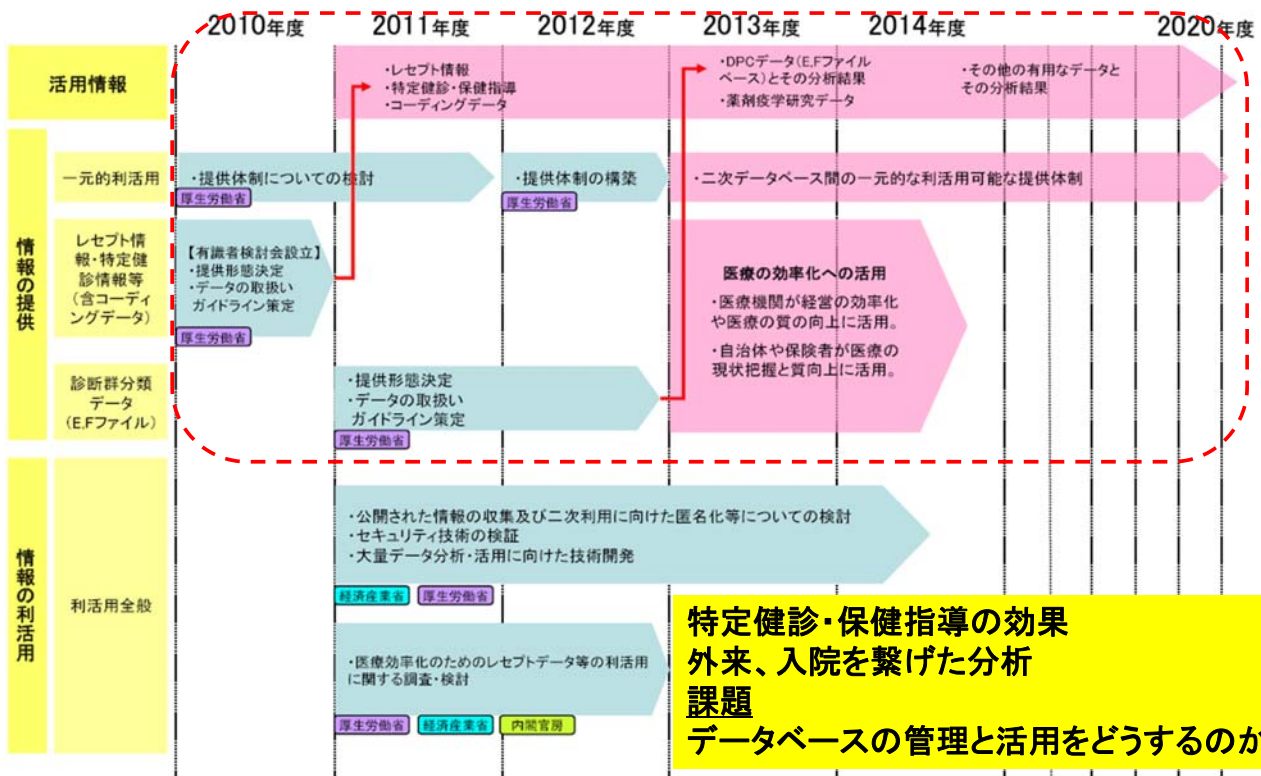 2010年度
2011年度
2012年度
2013年度
2014年度
2020年度
活用情報
・レセプト情報
・特定健診・保健指導
・コーディングデータ
・DPCデータ(E,Fファイル
ベース)とその分析結果
・薬剤疫学研究データ
・その他の有用なデータと
その分析結果
情報の提供
一元的利活用
・提供体制についての検討
厚生労働省
・提供体制の構築
厚生労働省
・二次データベース間の一元的な利活用可能な提供体制
レセプト情
報・特定健
診情報等
(含コーディ
ングデータ)
【有識者検討会設立】
・提供形態決定
・データの取扱い
ガイドライン策定
厚生労働省
医療の効率化への活用
・医療機関が経営の効率化
や医療の質の向上に活用。
・自治体や保険者が医療の
現状把握と質向上に活用。
診断群分類
データ
(E,Fファイル)
・提供形態決定
・データの取扱い
ガイドライン策定
厚生労働省
情報の利活用
利活用全般
・公開された情報の収集及び二次利用に向けた匿名化等についての検討
・セキュリティ技術の検証
・大量データ分析・活用に向けた技術開発
経済産業省
厚生労働省
・医療効率化のためのレセプトデータ等の利活用
に関する調査・検討
厚生労働省
経済産業省
内閣官房
特定健診・保健指導の効果
外来、入院を繋げた分析
課題
データベースの管理と活用をどうするのか